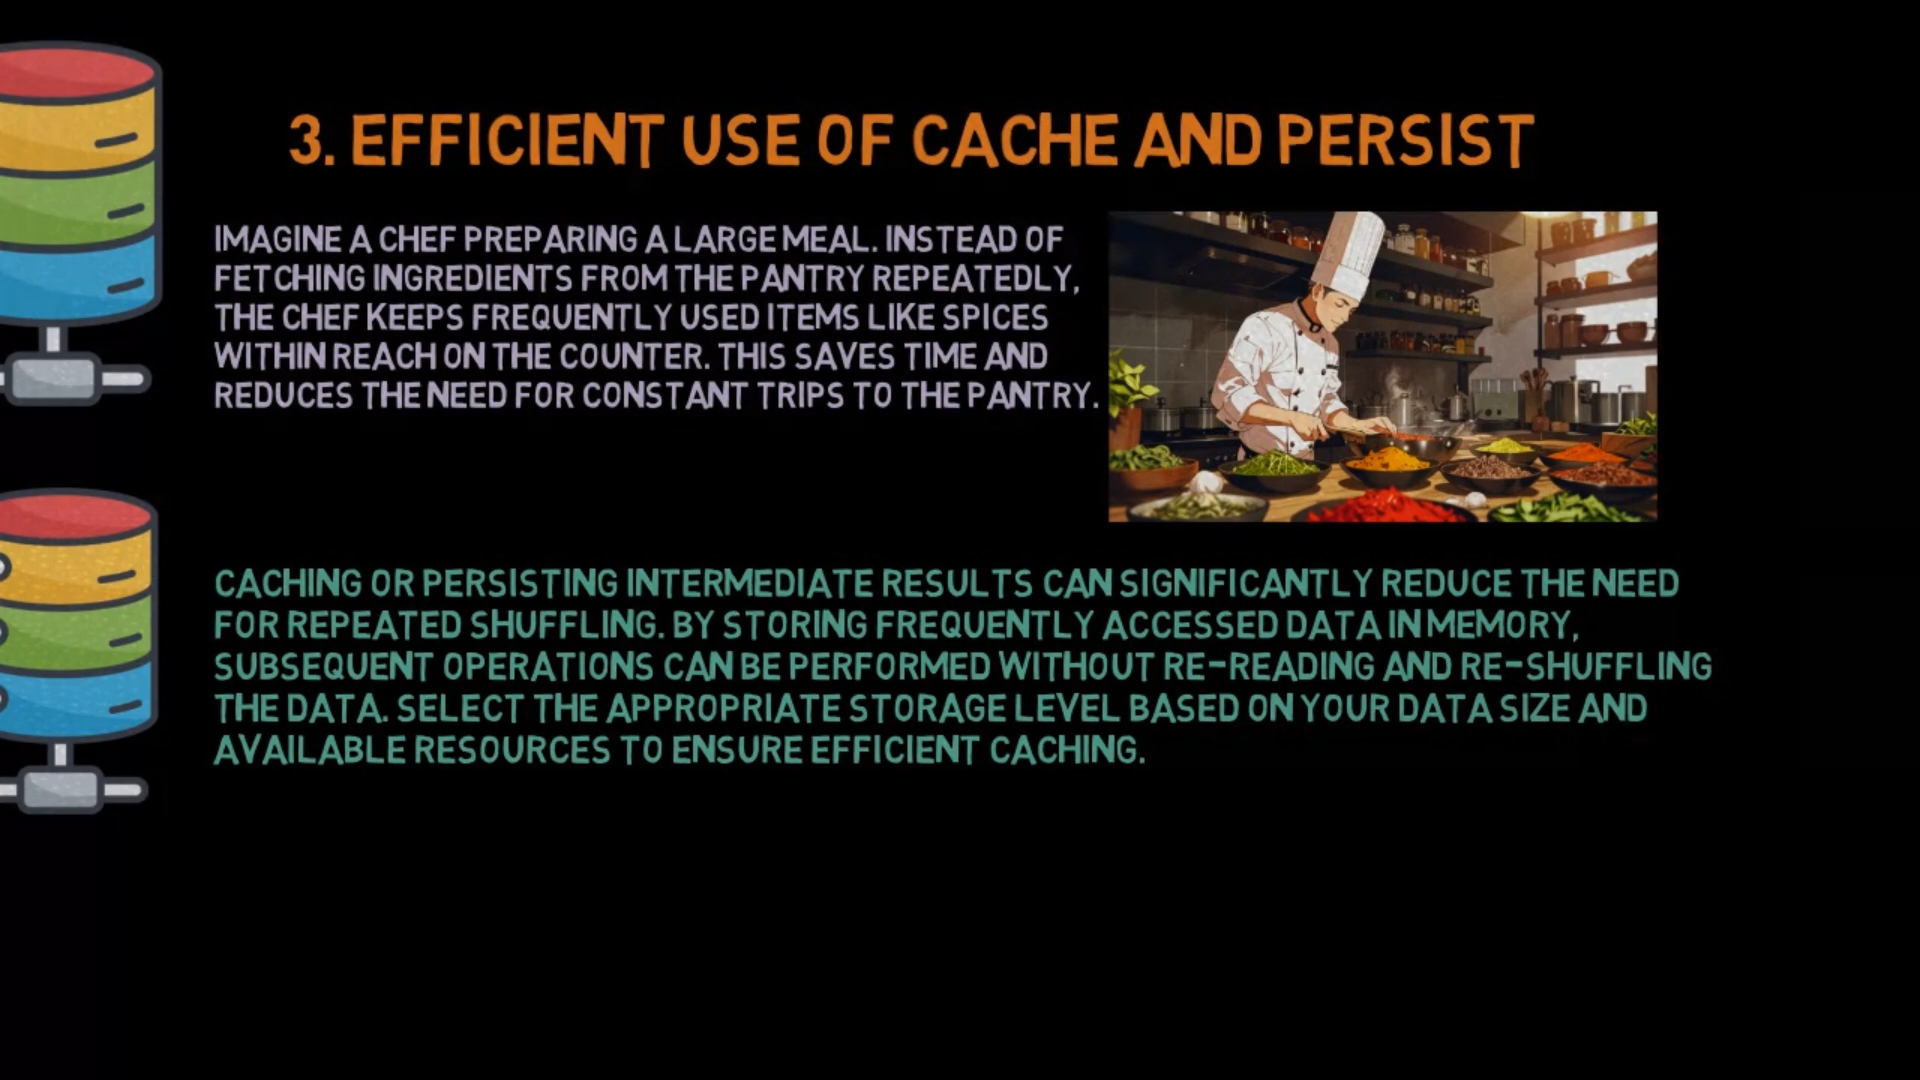 3. EFFICIENT USE OF CACHE AND PERSIST
IMAGINE A CHEF PREPARING A LARGE MEAL. INSTEAD OF
FETCHING INGREDIENTS FROM THE PANTRY REPEATEDLY,
THE CHEF KEEPS FREQUENTLY USED ITEMS LIKE SPICES
WITHIN REACH ON THE COUNTER. THIS SAVES TIME AND
REDUCES THE NEED FOR CONSTANT TRIPS TO THE PANTRY.
CACHING OR PERSISTING INTERMEDIATE RESULTS CAN SIGNIFICANTLY REDUCE THE NEED
FOR REPEATED SHUFFLING. BY STORING FREQUENTLY ACCESSED DATA IN MEMORY,
SUBSEQUENT OPERATIONS CAN BE PERFORMED WITHOUT RE-READING AND RE-SHUFFLING
THE DATA. SELECT THE APPROPRIATE STORAGE LEVEL BASED ON YOUR DATA SIZE AND
AVAILABLE RESOURCES TO ENSURE EFFICIENT CACHING.